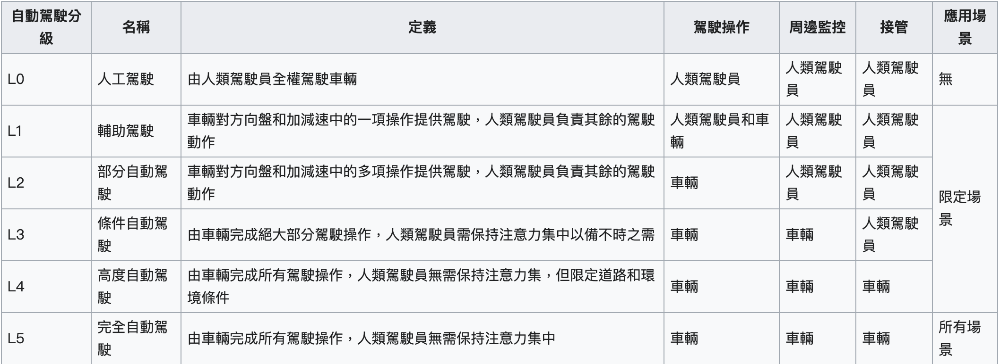 自動駕駛分
級
名稱
定義
駕駛操作
周邊監控
接管
應用場
景
L0
人工駕駛
由人類駕駛員全權駕駛車輛
人類駕駛員
人類駕駛
員
人類駕駛
員
無
L1
輔助駕駛
車輛對方向盤和加減速中的一項操作提供駕駛，人類駕駛員負責其餘的駕駛
動作
人類駕駛員和車
輛
人類駕駛
員
人類駕駛
員
限定場
景
L2
部分自動駕
駛
車輛對方向盤和加減速中的多項操作提供駕駛，人類駕駛員負責其餘的駕駛
動作
車輛
人類駕駛
員
人類駕駛
員
L3
條件自動駕
駛
由車輛完成絕大部分駕駛操作，人類駕駛員需保持注意力集中以備不時之需
車輛
車輛
人類駕駛
員
L4
高度自動駕
駛
由車輛完成所有駕駛操作，人類駕駛員無需保持注意力集，但限定道路和環
境條件
車輛
車輛
車輛
L5
完全自動駕
駛
由車輛完成所有駕駛操作，人類駕駛員無需保持注意力集中
車輛
車輛
車輛
所有場
景